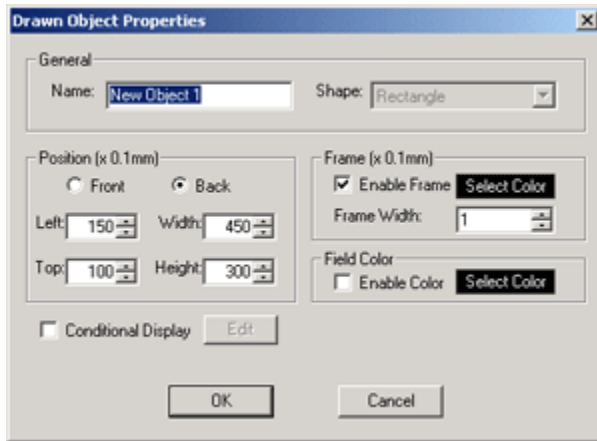 Drawn Object Properties
General
Name: New Object 1 Shape: Rectangle
Position (x 0.1mm)
Front Back
Left: 150 Width: 450
Top: 100 Height: 300
Frame (x 0.1mm)
Enable Frame Select Color
Frame Width: 1
Field Color
Enable Color Select Color
Conditional Display Edit
OK Cancel